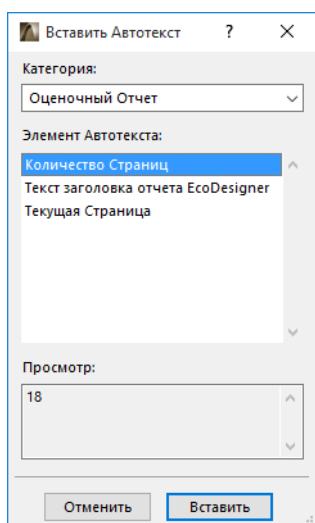 Вставить Автотекст ?
Категория:
Оценочный Отчет
Элемент Автотекста:
Количество Страниц
Текст заголовка отчета EcoDesigner
Текущая Страница
Просмотр:
18
Отменить Вставить